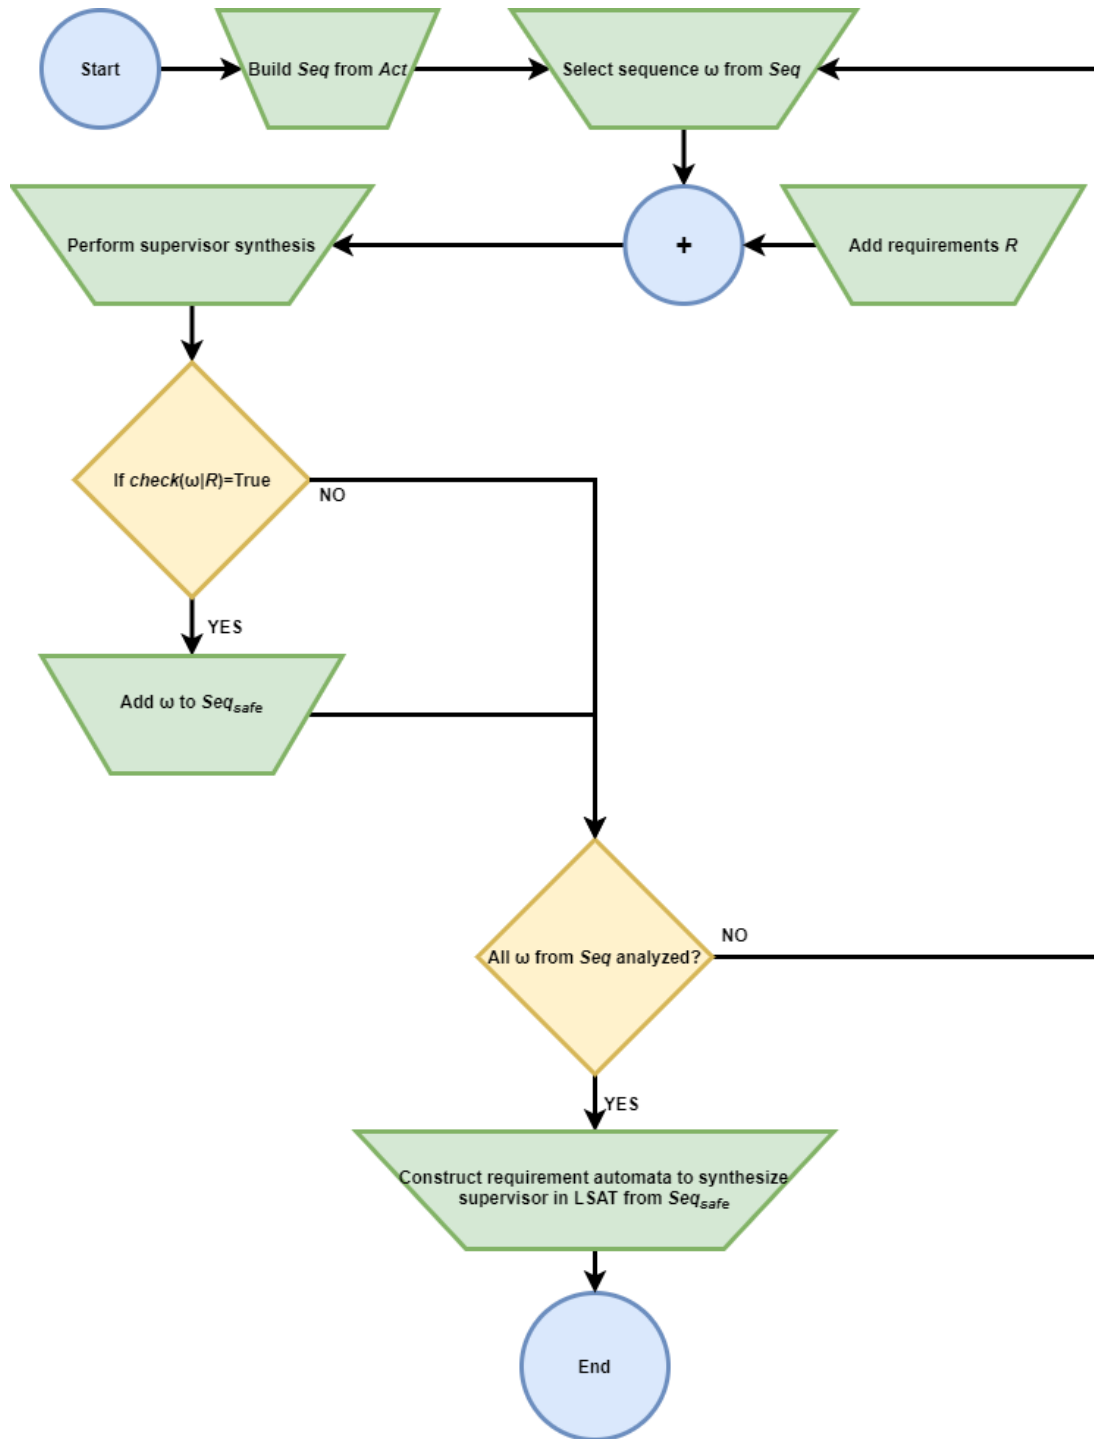 Start
Build Seq from Act
Select sequence ω from Seq
Perform supervisor synthesis
+
Add requirements R
If check(ω|R)=True
NO
YES
Add ω to Seqsafe
All ω from Seq analyzed?
NO
YES
Construct requirement automata to synthesize
supervisor in LSAT from Seqsafe
End